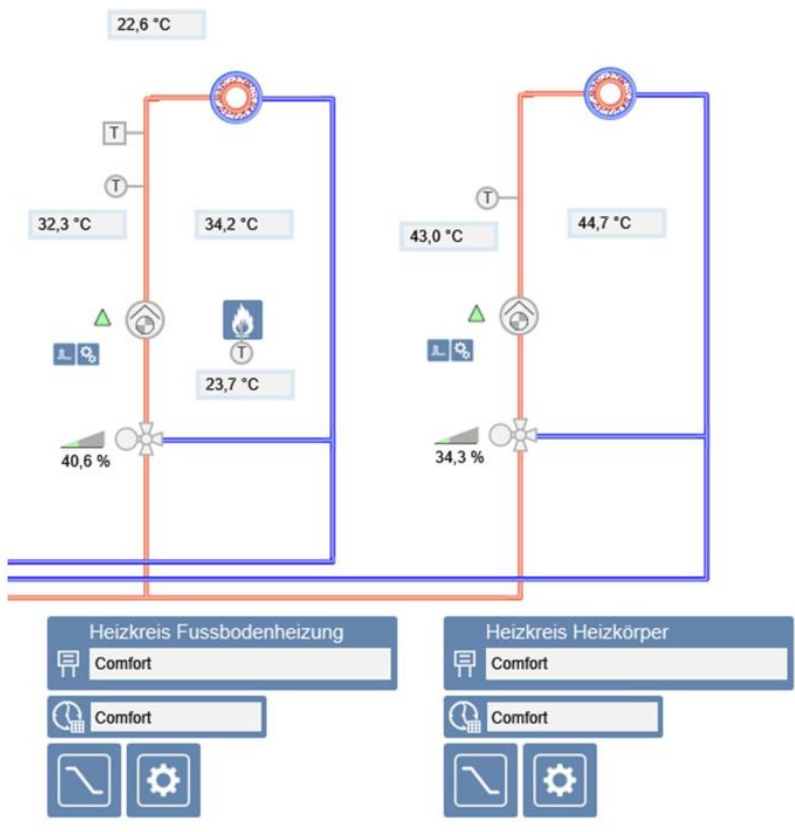 22,6 °C
T
T
32,3 °C
34,2 °C
T
43,0 °C
44,7 °C
T
23,7 °C
40,6 %
34,3 %
Heizkreis Fussbodenheizung
Comfort
Comfort
Heizkreis Heizkörper
Comfort
Comfort